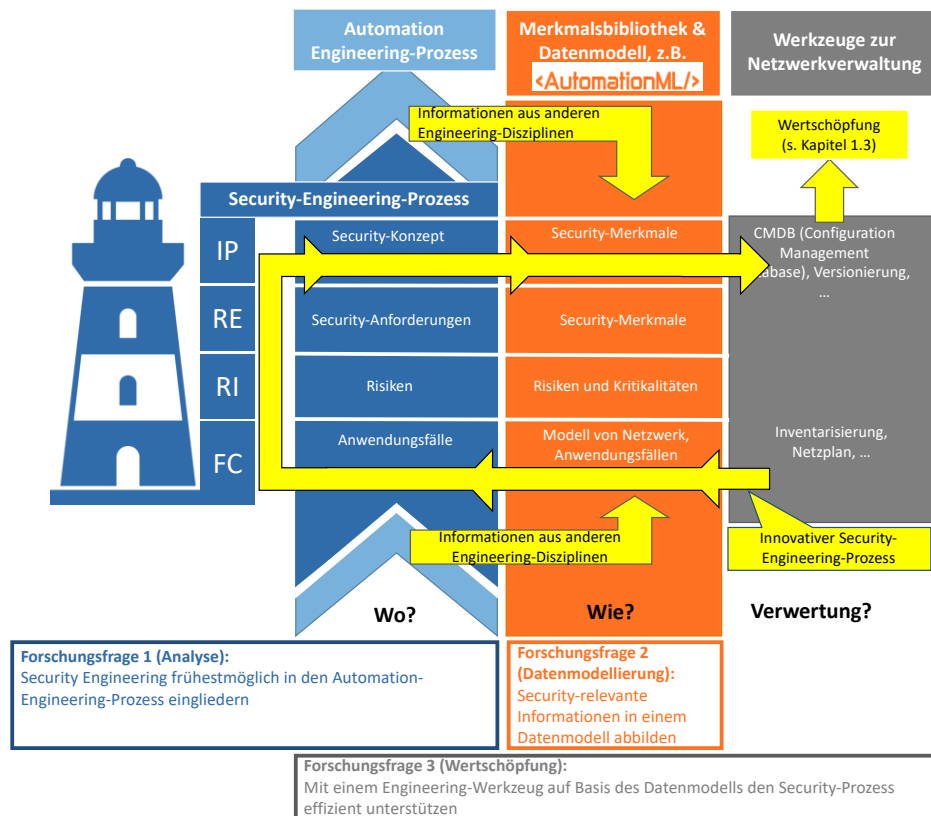 Automation
Engineering-Prozess
Merkmalsbibliothek &
Datenmodell, z.B.
<AutomationML/>
Werkzeuge zur
Netzwerkverwaltung
Informationen aus anderen
Engineering-Disziplinen
Wertschöpfung
(s. Kapitel 1.3)
Security-Engineering-Prozess
IP
Security-Konzept
Security-Merkmale
CMDB (Configuration
Management
tabase), Versionierung,
…
RE
Security-Anforderungen
Security-Merkmale
RI
Risiken
Risiken und Kritikalitäten
FC
Anwendungsfälle
Modell von Netzwerk,
Anwendungsfällen
Inventarisierung,
Netzplan, …
Informationen aus anderen
Engineering-Disziplinen
Innovativer Security-
Engineering-Prozess
Wo?
Wie?
Verwertung?
Forschungsfrage 1 (Analyse):
Security Engineering frühestmöglich in den Automation-
Engineering-Prozess eingliedern
Forschungsfrage 2
(Datenmodellierung):
Security-relevante
Informationen in einem
Datenmodell abbilden
Forschungsfrage 3 (Wertschöpfung):
Mit einem Engineering-Werkzeug auf Basis des Datenmodells den Security-Prozess
effizient unterstützen